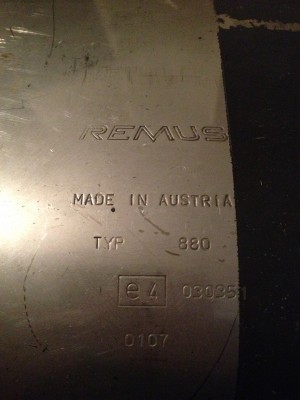 REMUS
MADE IN AUSTRIA
TYP 880
e4 030351
0107